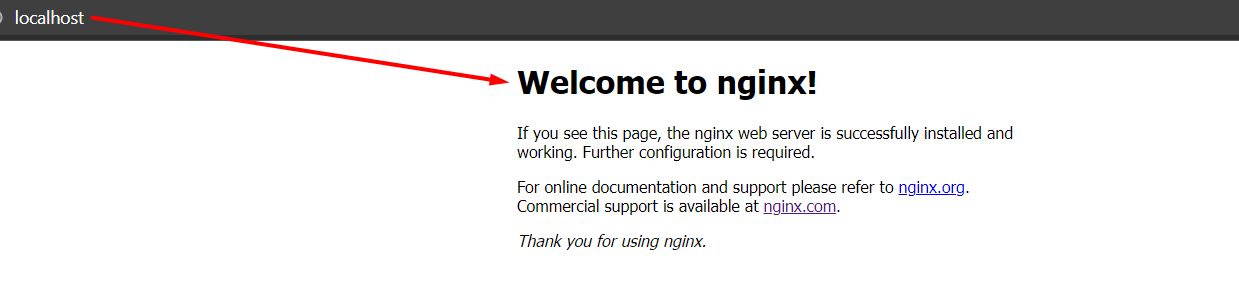 localhost
Welcome to nginx!
If you see this page, the nginx web server is successfully installed and
working. Further configuration is required.
For online documentation and support please refer to nginx.org.
Commercial support is available at nginx.com.
Thank you for using nginx.